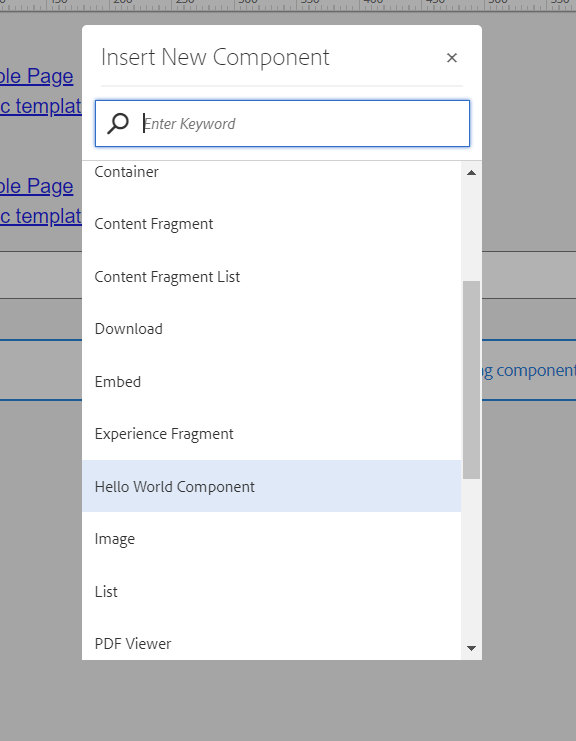 Insert New Component
×
ple Page
c templat
Enter Keyword
Container
ple Page
c templat
Content Fragment
Content Fragment List
Download
ng component
Embed
Experience Fragment
Hello World Component
Image
List
PDF Viewer